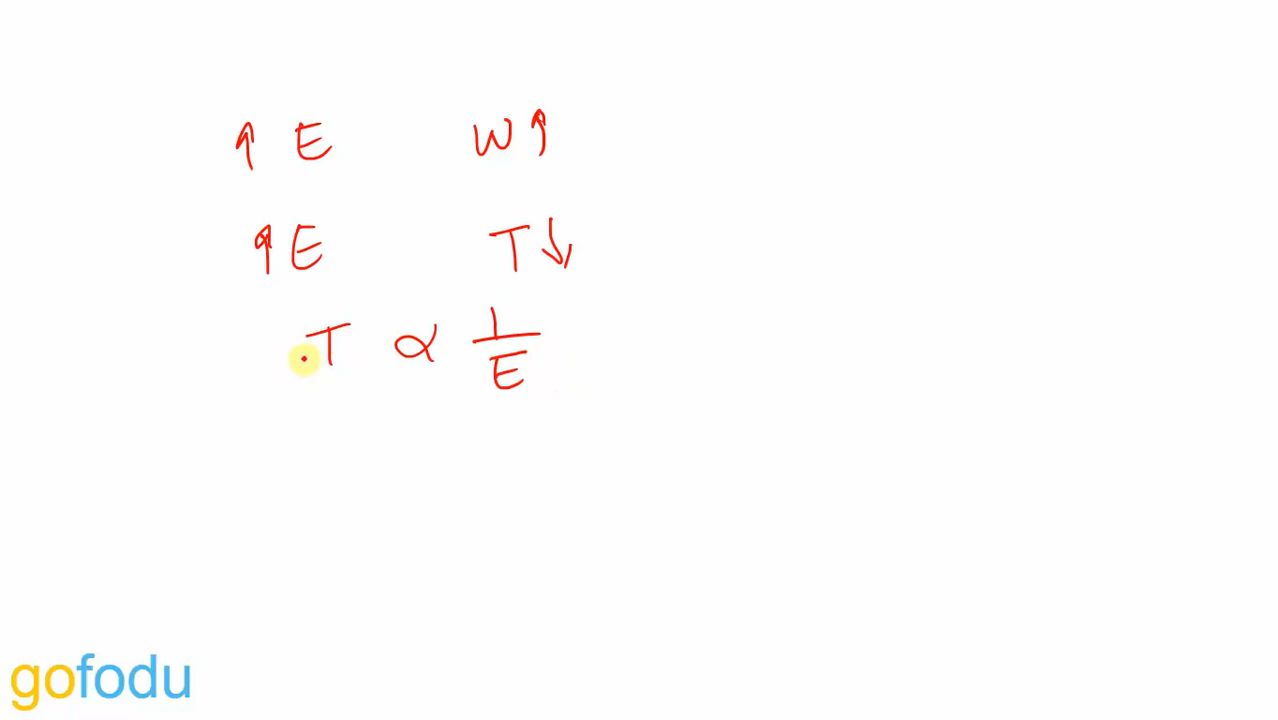 ↑ E W ↑
↑ E T ↓
T ∝ 1/E
gofodu